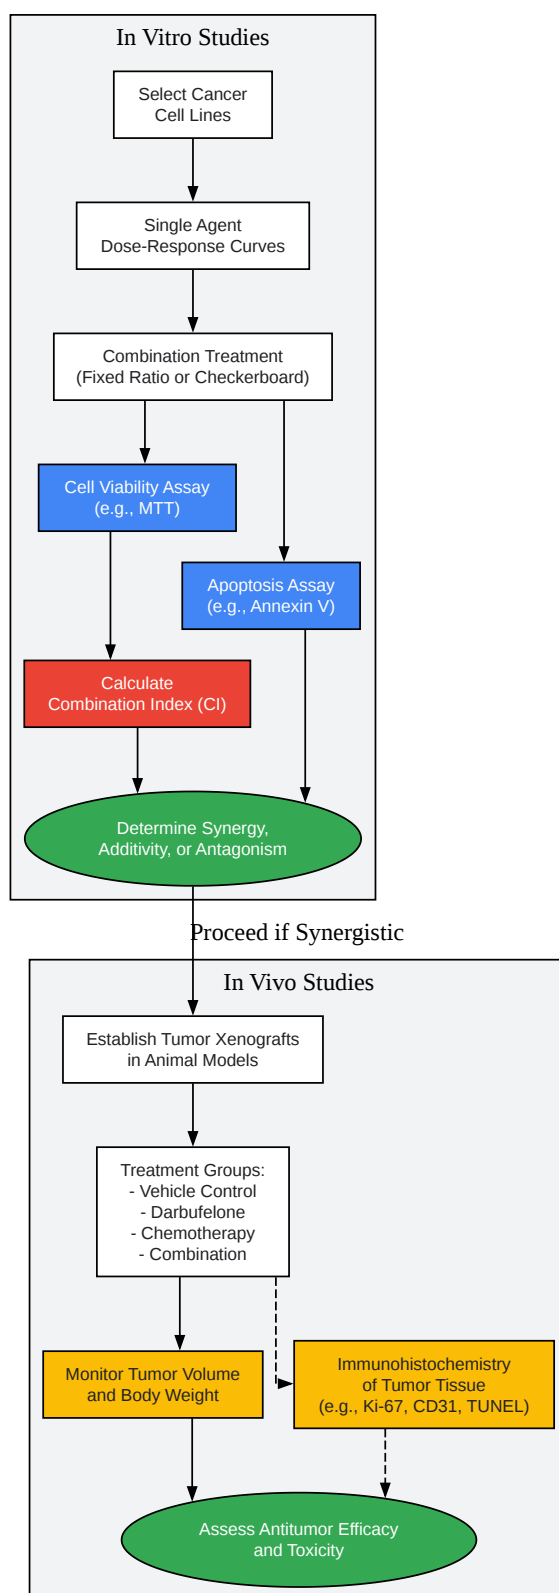 In Vitro Studies
Select Cancer
Cell Lines
Single Agent
Dose-Response Curves
Combination Treatment
(Fixed Ratio or Checkerboard)
Cell Viability Assay
(e.g., MTT)
Apoptosis Assay
(e.g., Annexin V)
Calculate
Combination Index (CI)
Determine Synergy,
Additivity, or Antagonism
Proceed if Synergistic
In Vivo Studies
Establish Tumor Xenografts
in Animal Models
Treatment Groups:
- Vehicle Control
- Darbufelone
- Chemotherapy
- Combination
Monitor Tumor Volume
and Body Weight
Immunohistochemistry
of Tumor Tissue
(e.g., Ki-67, CD31, TUNEL)
Assess Antitumor Efficacy
and Toxicity